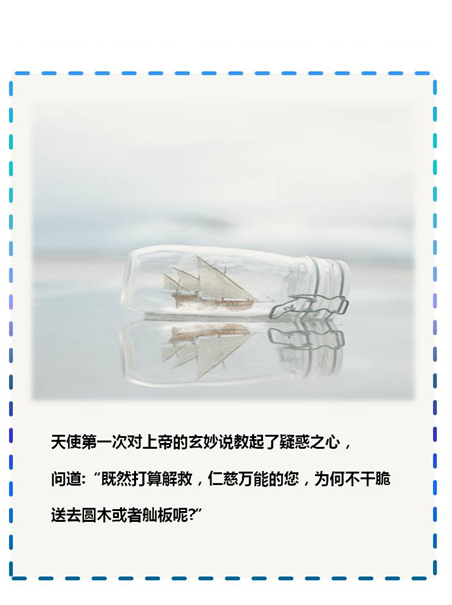 天使第一次对上帝的玄妙说教起了疑惑之心，
问道:“既然打算解救，仁慈万能的您，为何不干脆
送去圆木或者舢板呢?”